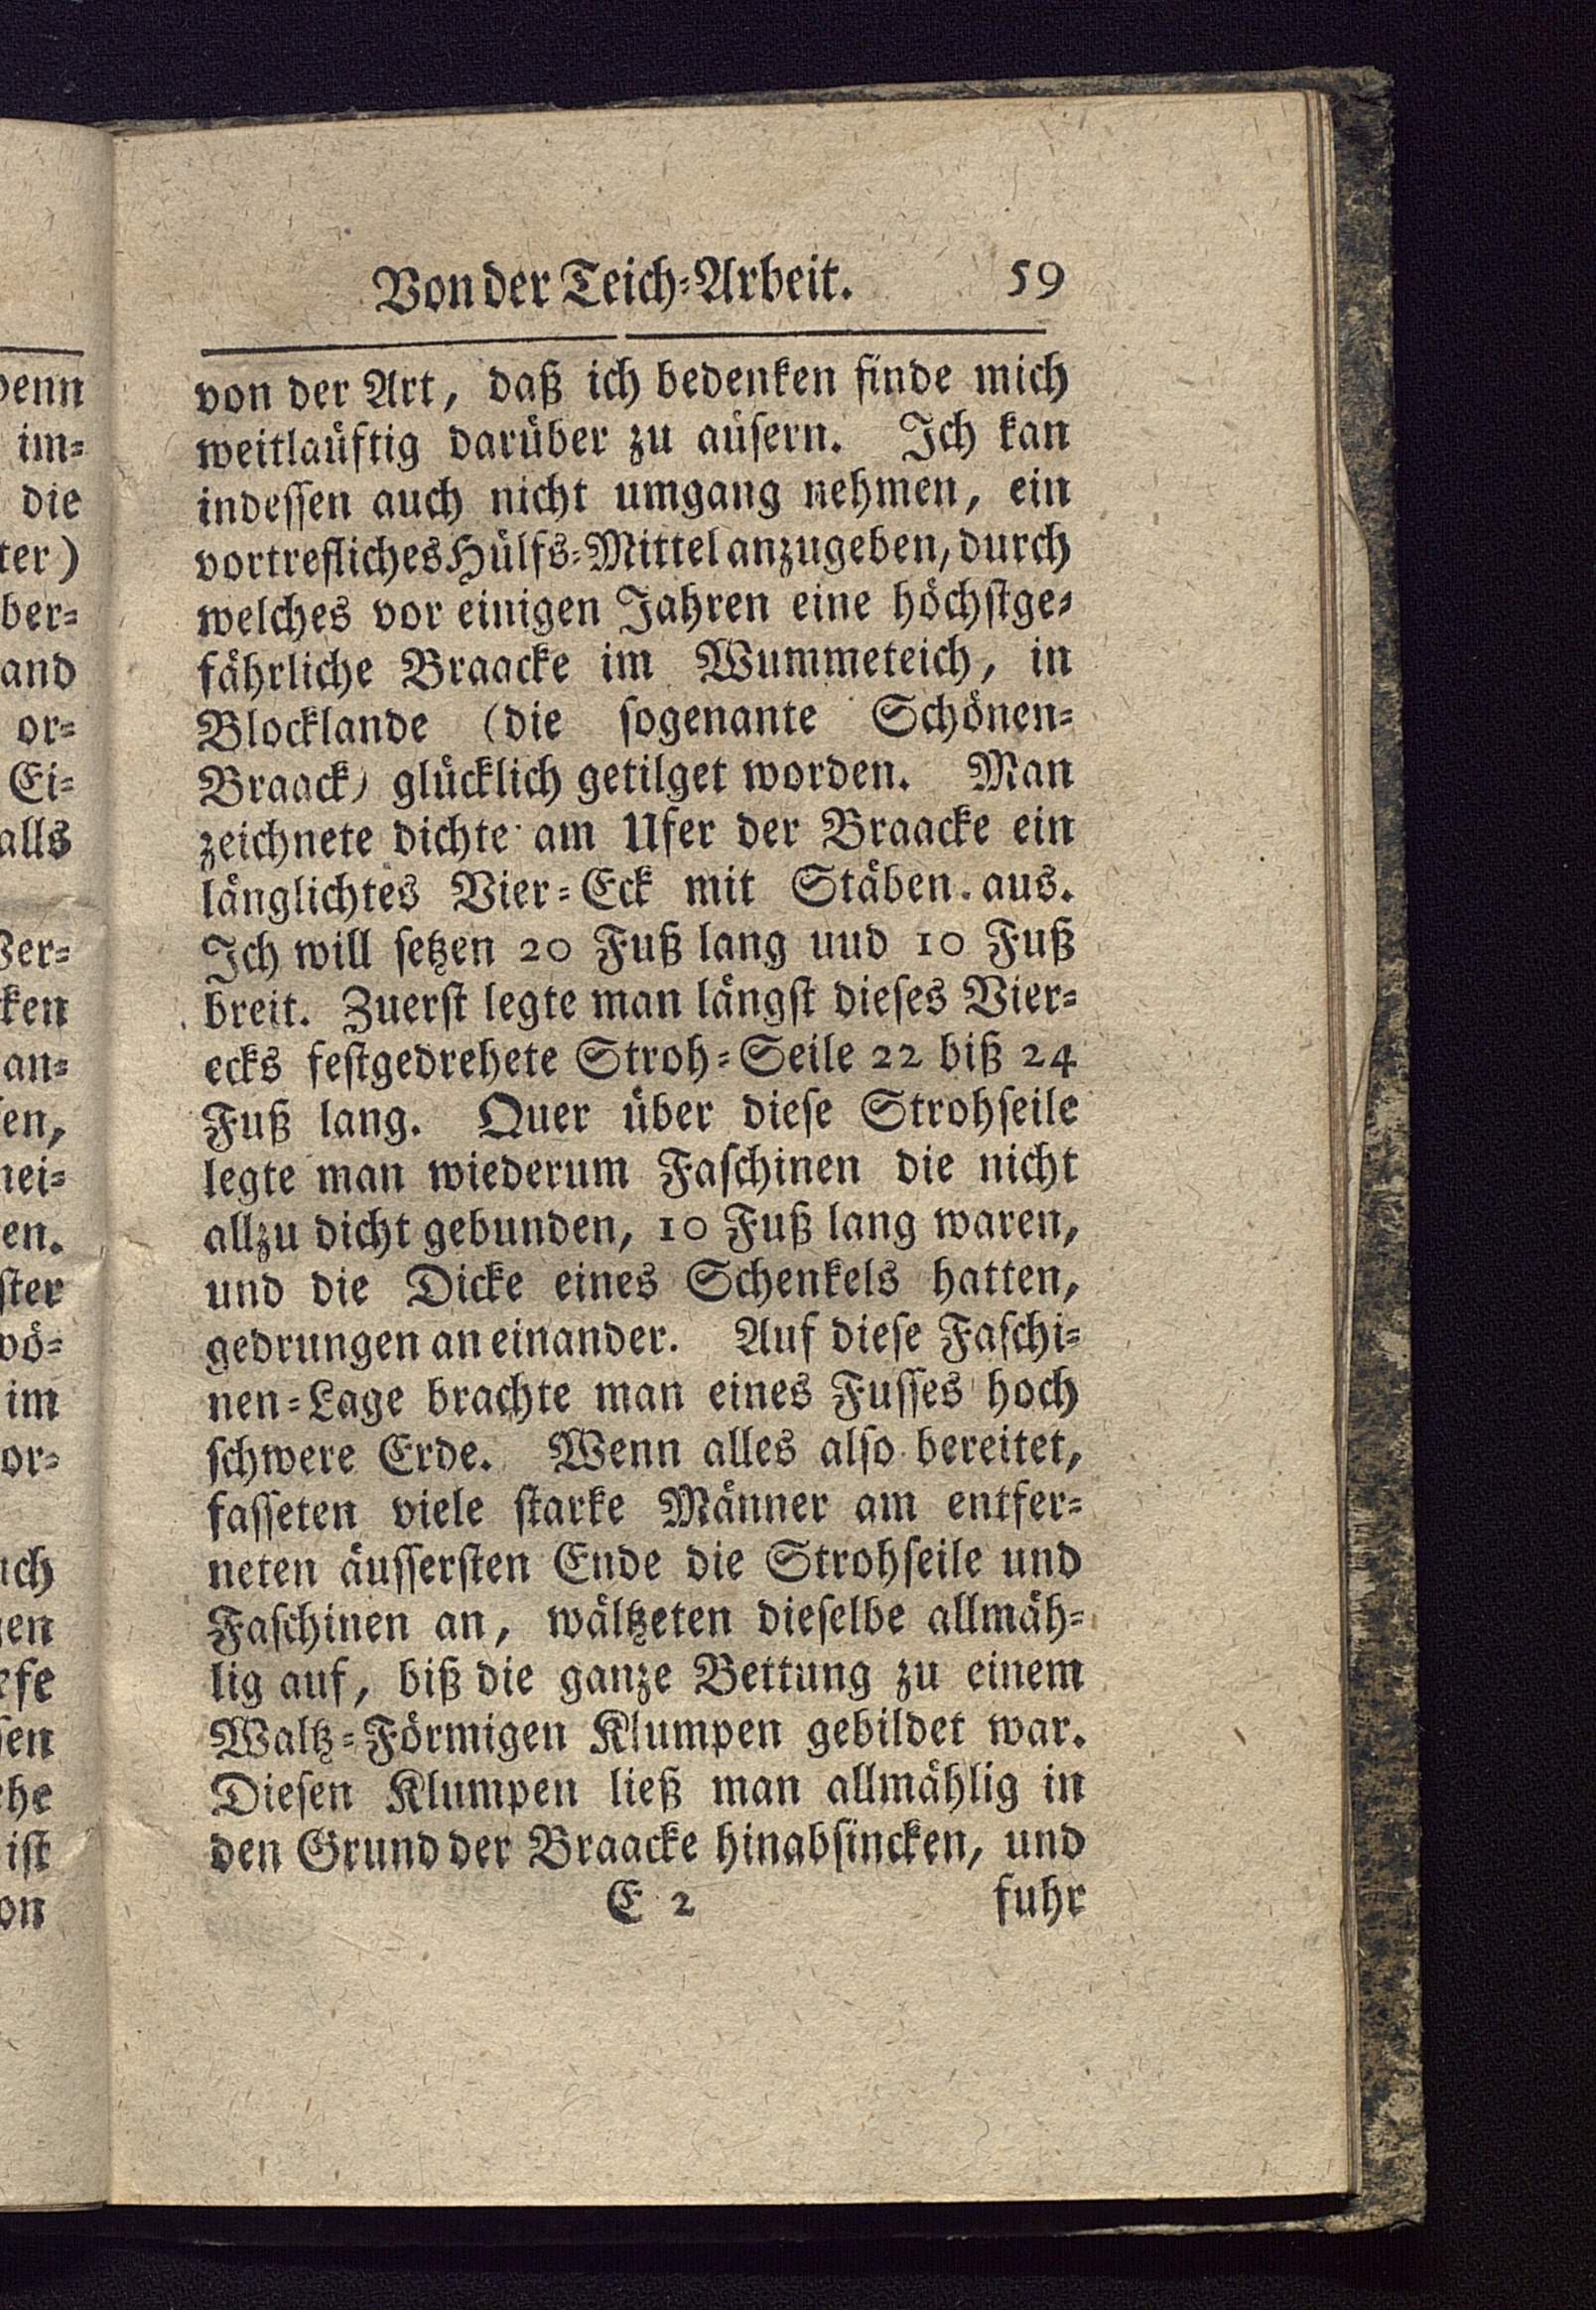 Von der Teich-Arbeit. 59
von der Art, daß ich bedenken finde mich
weitlaüftig darüber zu aüsern. Ich kan
indessen auch nicht umgang nehmen, ein
vortrefliches Hülfs-Mittel anzugeben, durch
welches vor einigen Jahren eine höchstge-
fährliche Braacke im Wummeteich, in
Blocklande (die sogenante Schönen-
Braack) glücklich getilget worden. Man
zeichnete dichte am Ufer der Braacke ein
länglichtes Vier-Eck mit Stäben aus.
Ich will setzen 20 Fuß lang uud 10 Fuß
breit. Zuerst legte man längst dieses Vier-
ecks festgedrehete Stroh-Seile 22 biß 24
Fuß lang. Quer über diese Strohseile
legte man wiederum Faschinen die nicht
allzu dicht gebunden, 10 Fuß lang waren,
und die Dicke eines Schenkels hatten,
gedrungen an einander. Auf diese Faschi-
nen-Lage brachte man eines Fusses hoch
schwere Erde. Wenn alles also bereitet,
fasseten viele starke Männer am entfer-
neten äussersten Ende die Strohseile und
Faschinen an, wältzeten dieselbe allmäh-
lig auf, biß die ganze Bettung zu einem
Waltz-Förmigen Klumpen gebildet war.
Diesen Klumpen ließ man allmählig in
den Grund der Braacke hinabsincken, und
E 2 fuhr